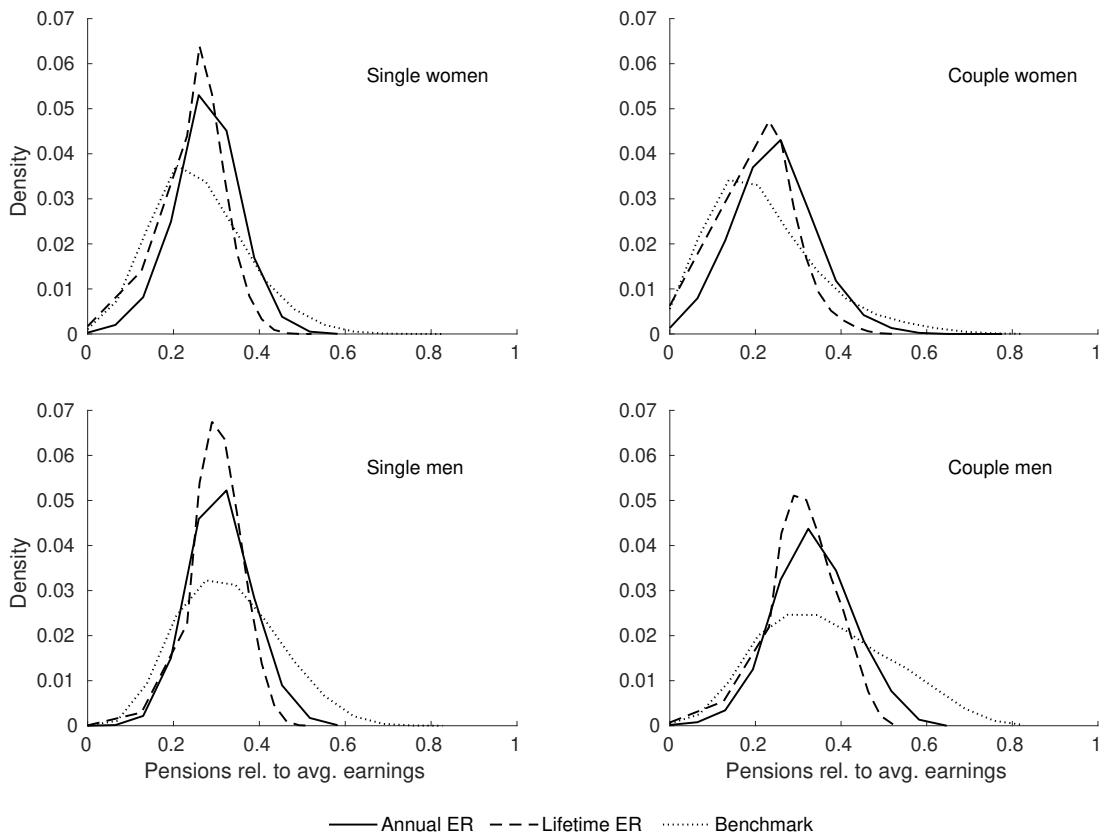 0.07
0.06
0.05
0.04
0.03
0.02
0.01
0
Density
Single women
0 0.2 0.4 0.6 0.8 1
0.07
0.06
0.05
0.04
0.03
0.02
0.01
0
Couple women
0 0.2 0.4 0.6 0.8 1
0.07
0.06
0.05
0.04
0.03
0.02
0.01
0
Density
Single men
0 0.2 0.4 0.6 0.8 1
Pensions rel. to avg. earnings
0.07
0.06
0.05
0.04
0.03
0.02
0.01
0
Couple men
0 0.2 0.4 0.6 0.8 1
Pensions rel. to avg. earnings
Annual ER Lifetime ER Benchmark